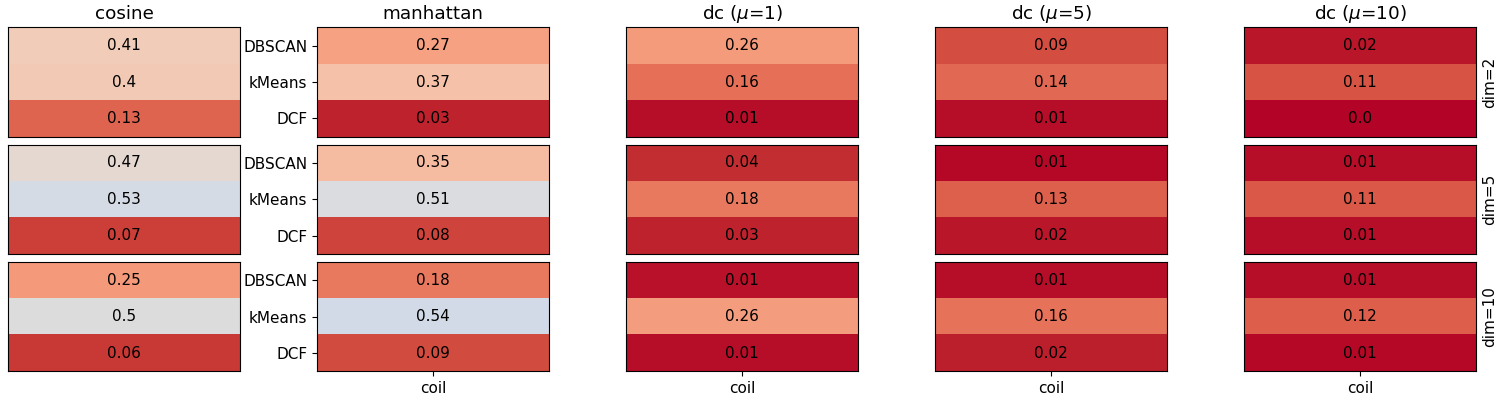 cosine manhattan dc (μ=1) dc (μ=5) dc (μ=10)
0.41 DBSCAN 0.27 0.26 0.09 0.02
0.4 kMeans 0.37 0.16 0.14 0.11
0.13 DCF 0.03 0.01 0.01 0.0
dim=2
0.47 DBSCAN 0.35 0.04 0.01 0.01
0.53 kMeans 0.51 0.18 0.13 0.11
0.07 DCF 0.08 0.03 0.02 0.01
dim=5
0.25 DBSCAN 0.18 0.01 0.01 0.01
0.5 kMeans 0.54 0.26 0.16 0.12
0.06 DCF 0.09 0.01 0.02 0.01
dim=10
coil coil coil coil